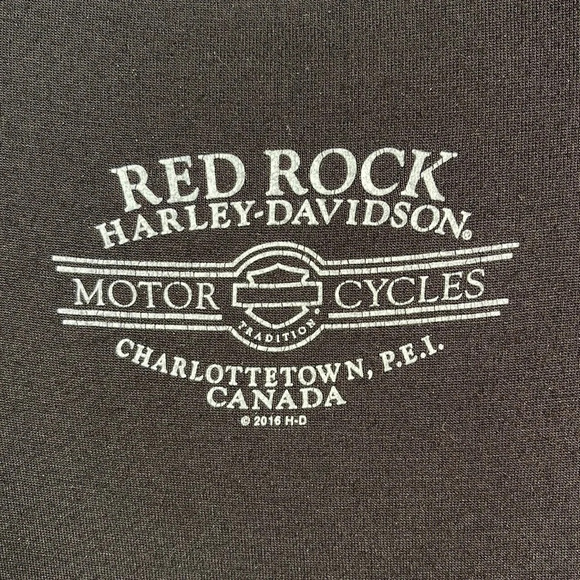 RED ROCK
HARLEY-DAVIDSON®
MOTOR CYCLES
TRADITION
CHARLOTTETOWN, P.E.I.
CANADA
© 2016 H-D